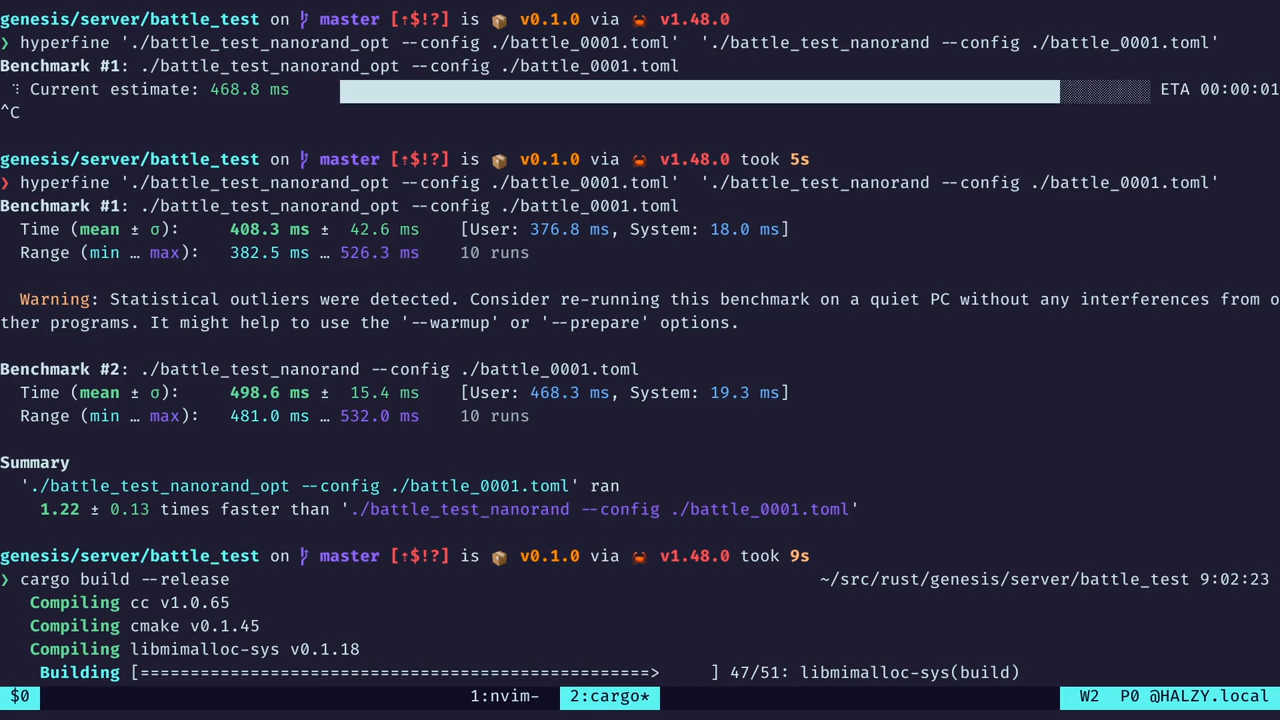 genesis/server/battle_test on master [⇡$!?] is 📦 v0.1.0 via 🦀 v1.48.0
❯ hyperfine './battle_test_nanorand_opt --config ./battle_0001.toml'  './battle_test_nanorand --config ./battle_0001.toml'
Benchmark #1: ./battle_test_nanorand_opt --config ./battle_0001.toml
⠹ Current estimate: 468.8 ms ETA 00:00:01
^C
genesis/server/battle_test on master [⇡$!?] is 📦 v0.1.0 via 🦀 v1.48.0 took 5s
❯ hyperfine './battle_test_nanorand_opt --config ./battle_0001.toml'  './battle_test_nanorand --config ./battle_0001.toml'
Benchmark #1: ./battle_test_nanorand_opt --config ./battle_0001.toml
Time (mean ± σ): 408.3 ms ± 42.6 ms [User: 376.8 ms, System: 18.0 ms]
Range (min … max): 382.5 ms … 526.3 ms 10 runs
Warning: Statistical outliers were detected. Consider re-running this benchmark on a quiet PC without any interferences from o
ther programs. It might help to use the '--warmup' or '--prepare' options.
Benchmark #2: ./battle_test_nanorand --config ./battle_0001.toml
Time (mean ± σ): 498.6 ms ± 15.4 ms [User: 468.3 ms, System: 19.3 ms]
Range (min … max): 481.0 ms … 532.0 ms 10 runs
Summary
'./battle_test_nanorand_opt --config ./battle_0001.toml' ran
1.22 ± 0.13 times faster than './battle_test_nanorand --config ./battle_0001.toml'
genesis/server/battle_test on master [⇡$!?] is 📦 v0.1.0 via 🦀 v1.48.0 took 9s
❯ cargo build --release ~/src/rust/genesis/server/battle_test 9:02:23
Compiling cc v1.0.65
Compiling cmake v0.1.45
Compiling libmimalloc-sys v0.1.18
Building [===================================================> ] 47/51: libmimalloc-sys(build)
$0 1:nvim- 2:cargo* W2 P0 @HALZY.local